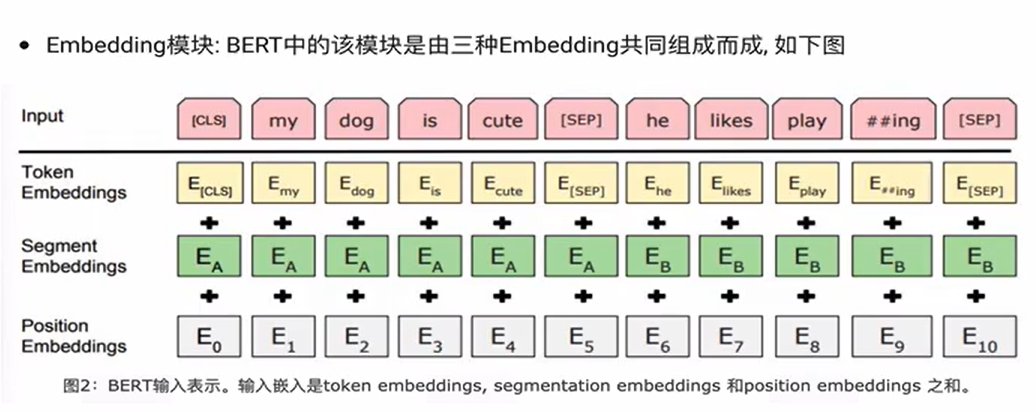 • Embedding模块: BERT中的该模块是由三种Embedding共同组成而成, 如下图
Input [CLS] my dog is cute [SEP] he likes play ##ing [SEP]
Token Embeddings E[CLS] Emy Edog Eis Ecute E[SEP] Ehe Elikes Eplay E##ing E[SEP]
+ + + + + + + + + + +
Segment Embeddings EA EA EA EA EA EA EB EB EB EB EB
+ + + + + + + + + + +
Position Embeddings E0 E1 E2 E3 E4 E5 E6 E7 E8 E9 E10
图2：BERT输入表示。输入嵌入是token embeddings, segmentation embeddings 和position embeddings 之和。